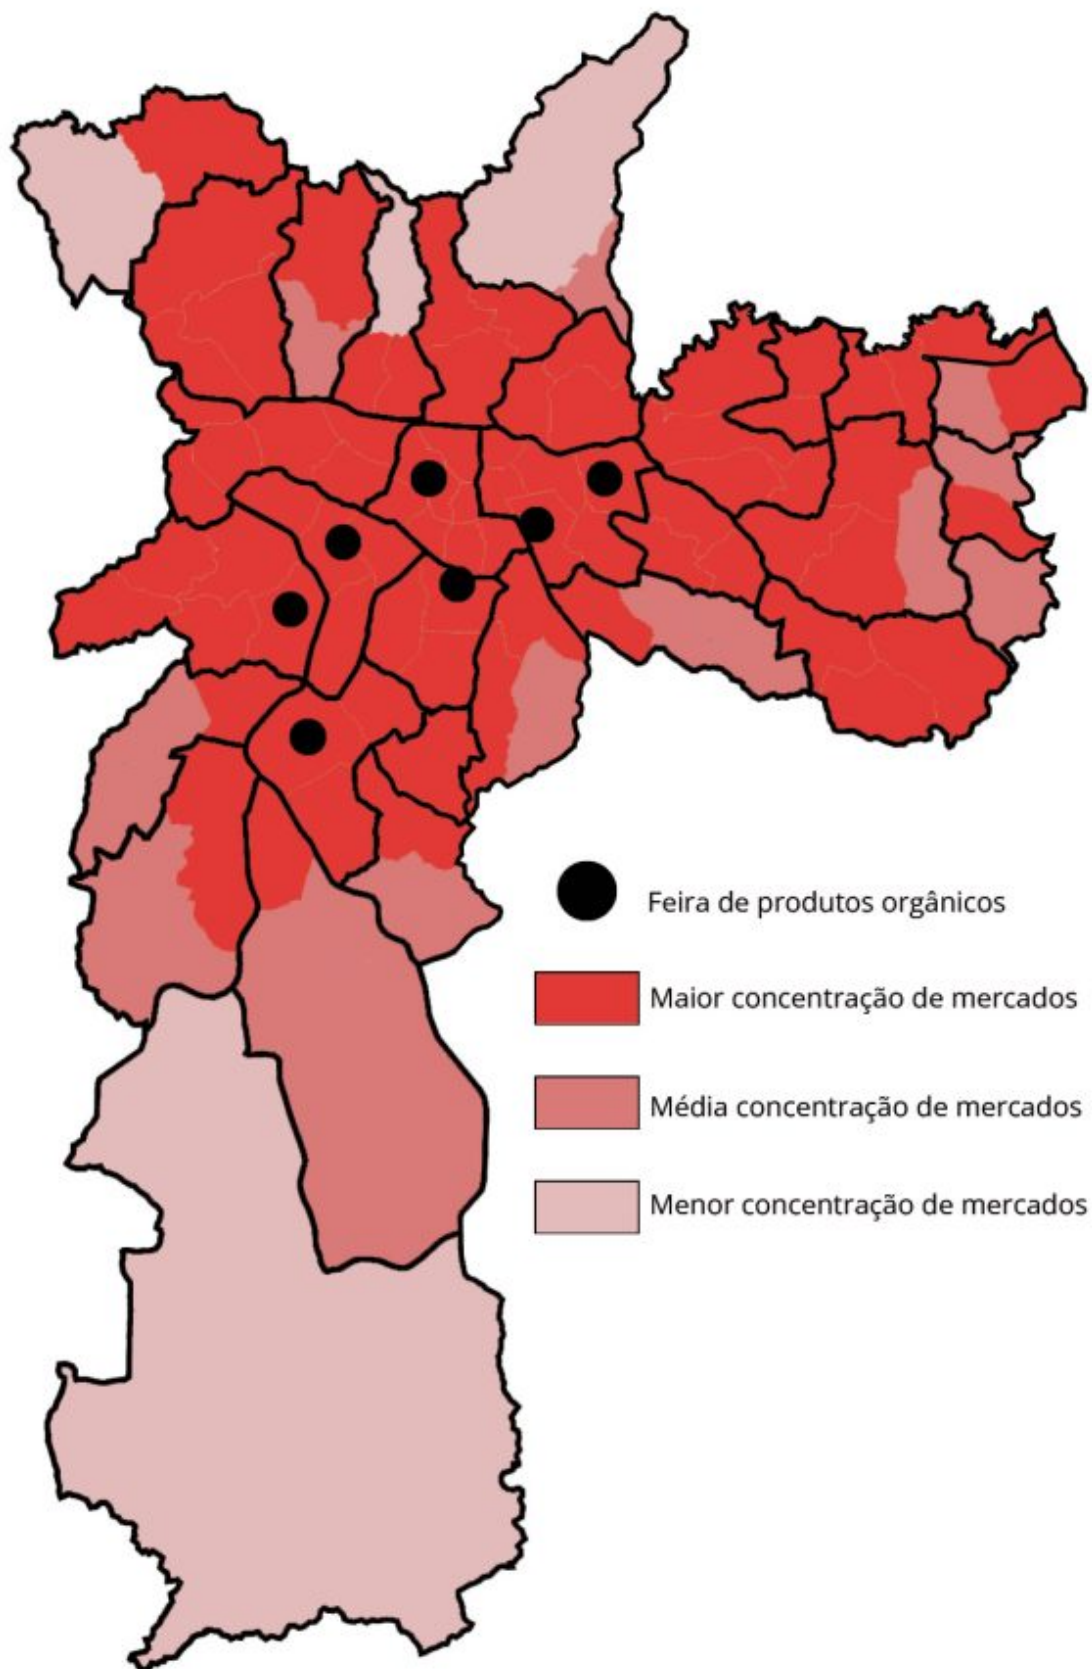 Feira de produtos orgânicos
Maior concentração de mercados
Média concentração de mercados
Menor concentração de mercados